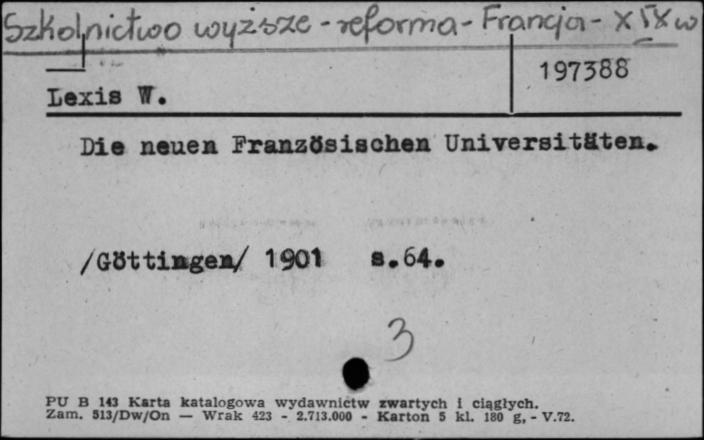 Szkolnictwo wyższe - reforma - Francja - XIX w
197388
Lexis W.
Die neuen Französischen Universitäten.
/Göttingen/ 1901 s.64.
3
PU B 143 Karta katalogowa wydawnictw zwartych i ciągłych.
Zam. 513/Dw/On — Wrak 423 - 2.713.000 - Karton 5 kl. 180 g, - V.72.